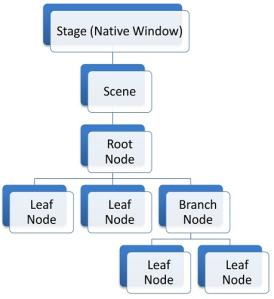 Stage (Native Window)
Scene
Root
Node
Leaf
Node
Leaf
Node
Branch
Node
Leaf
Node
Leaf
Node